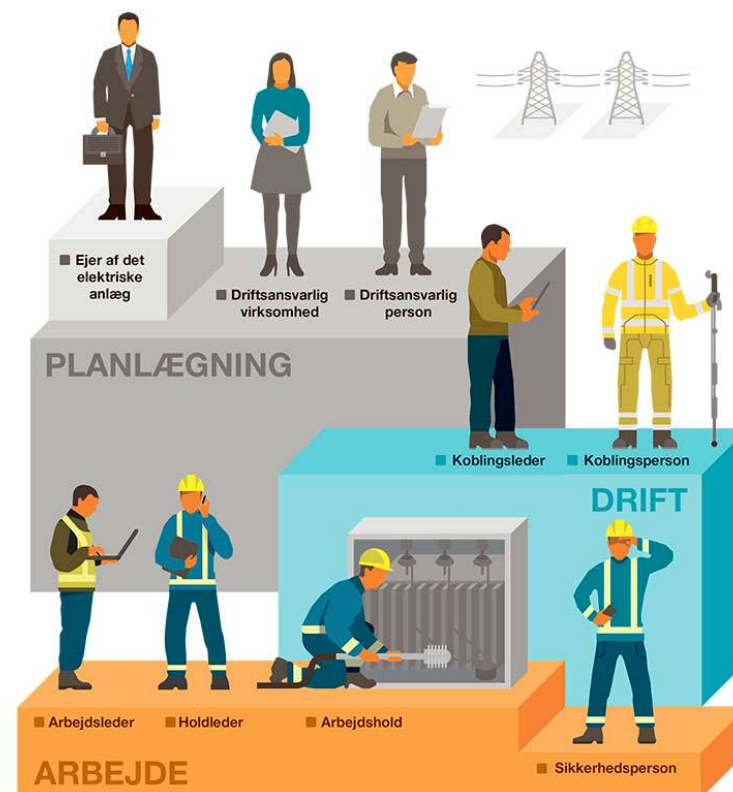 Ejer af det
elektriske
anlæg
Driftsansvarlig
virksomhed
Driftsansvarlig
person
PLANLÆGNING
Koblingsleder
Koblingsperson
DRIFT
Arbejdsleder
Holdleder
Arbejdshold
Sikkerhedsperson
ARBEJDE